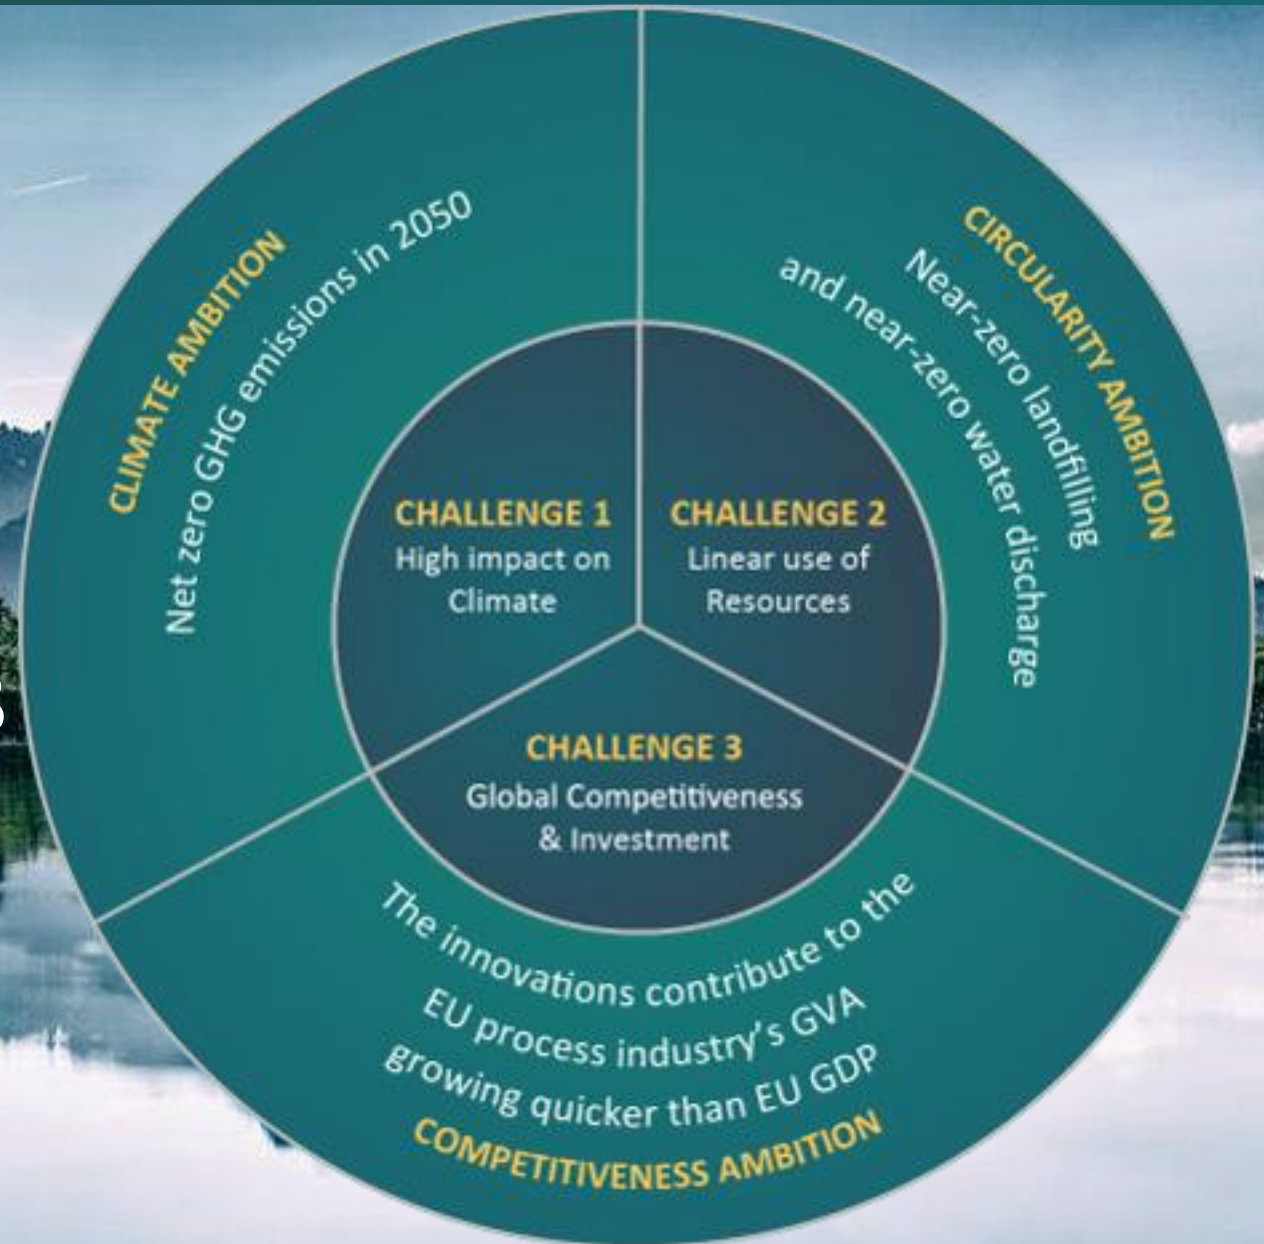 CLIMATE AMBITION
Net zero GHG emissions in 2050
CIRCULARITY AMBITION
Near-zero landfilling
and near-zero water discharge
CHALLENGE 1
High impact on
Climate
CHALLENGE 2
Linear use of
Resources
CHALLENGE 3
Global Competitiveness
& Investment
The innovations contribute to the
EU process industry's GVA
growing quicker than EU GDP
COMPETITIVENESS AMBITION